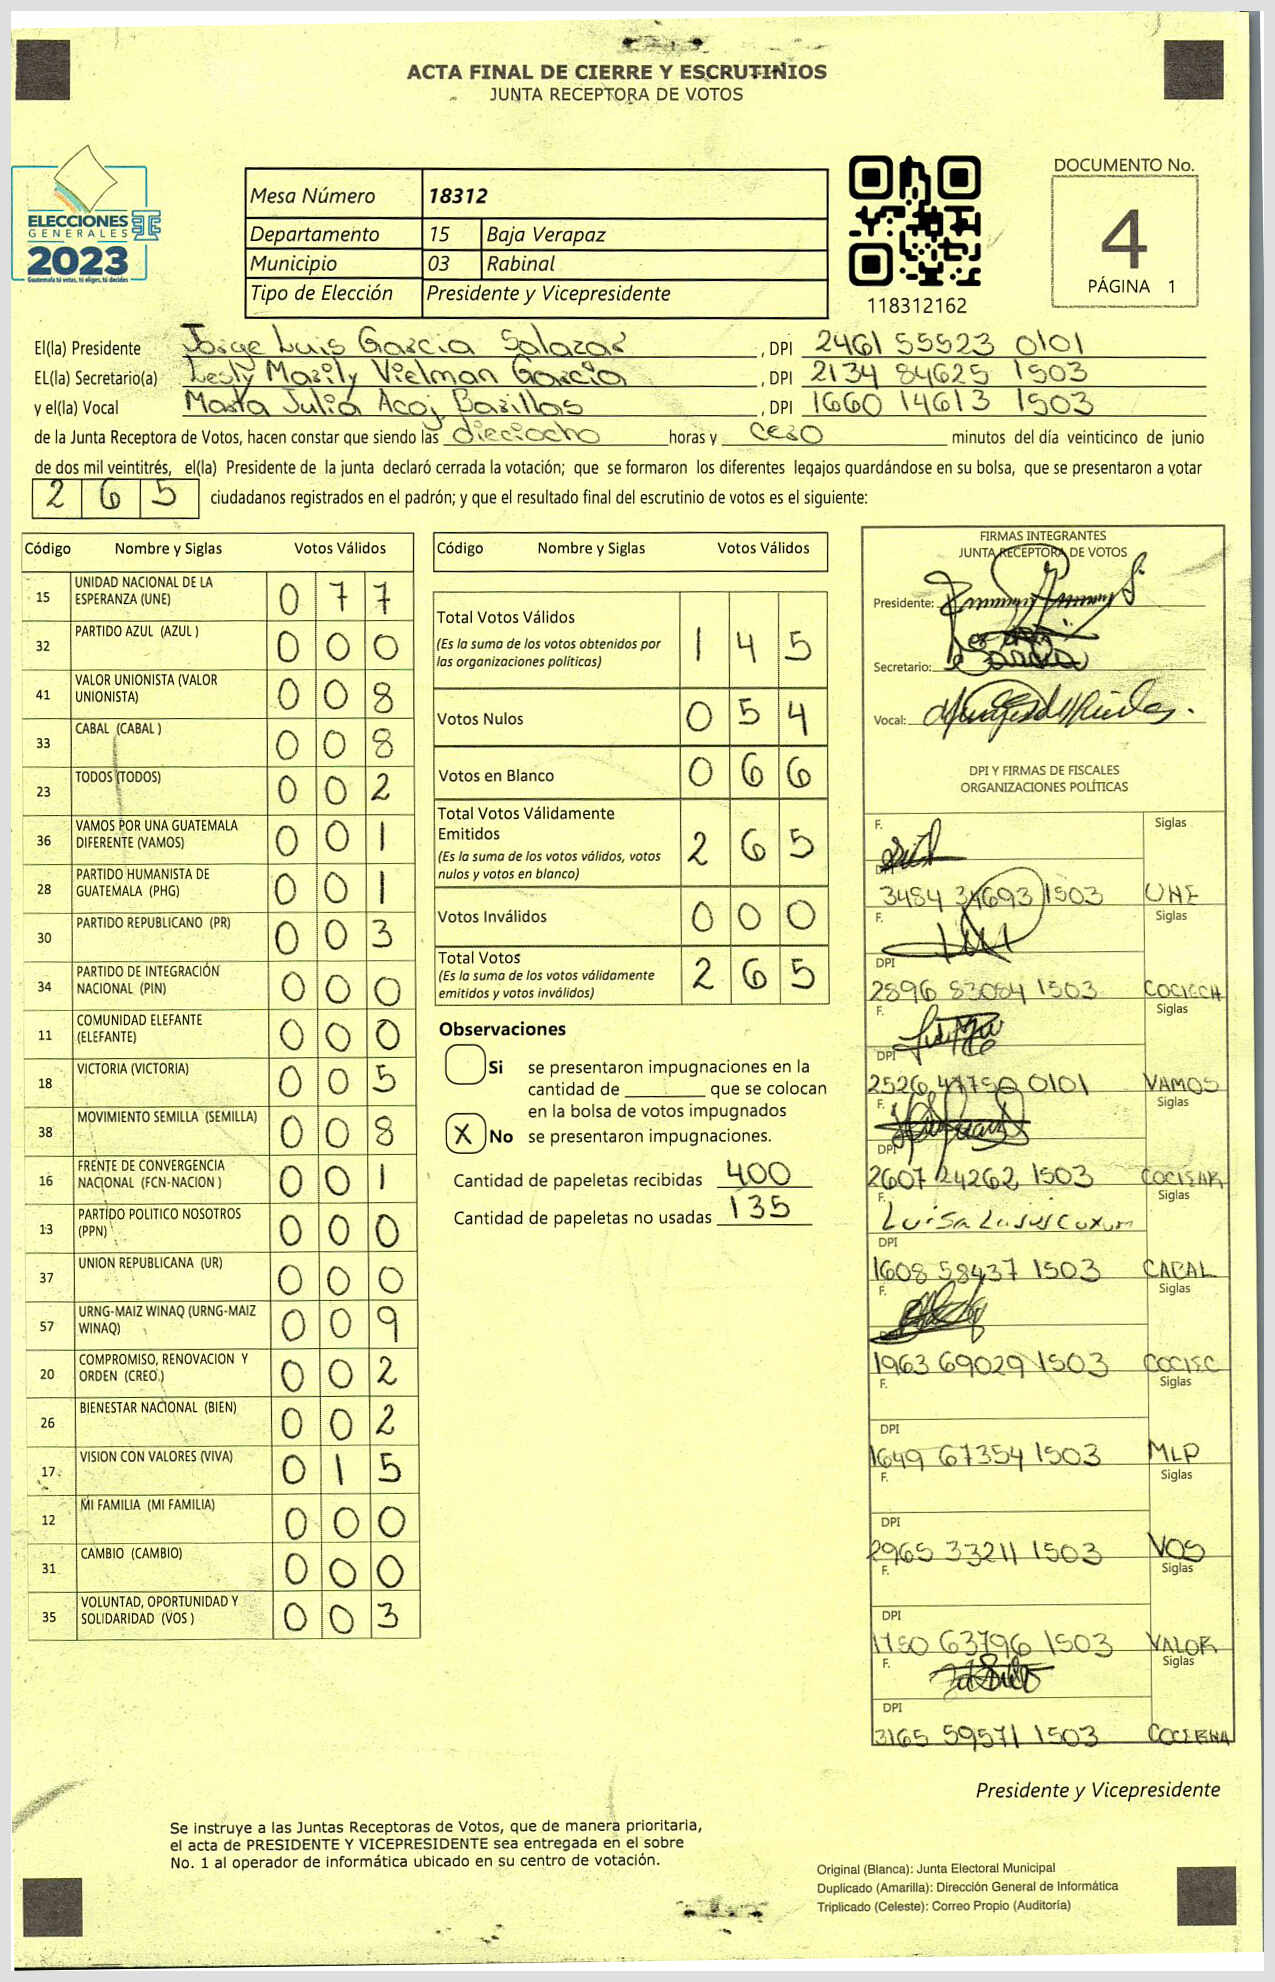 ACTA FINAL DE CIERRE Y ESCRUTINIOS
JUNTA RECEPTORA DE VOTOS
ELECCIONES
GENERALES
2023
Guatemala tú votas, tú eliges, tú decides
Mesa Número 18312
Departamento 15 Baja Verapaz
Municipio 03 Rabinal
Tipo de Elección Presidente y Vicepresidente
118312162
DOCUMENTO No.
4
PÁGINA 1
El(la) Presidente Jorge Luis Garcia Salazar , DPI 2461 55523 0101
EL(la) Secretario(a) Lesly Marily Vielman Garcia , DPI 2134 84625 1503
y el(la) Vocal Marta Julia Acoj Barillas , DPI 1660 14613 1503
de la Junta Receptora de Votos, hacen constar que siendo las dieciocho horas y cero minutos del día veinticinco de junio
de dos mil veintitrés, el(la) Presidente de la junta declaró cerrada la votación; que se formaron los diferentes legajos guardándose en su bolsa, que se presentaron a votar
2 6 5 ciudadanos registrados en el padrón; y que el resultado final del escrutinio de votos es el siguiente:
Código Nombre y Siglas Votos Válidos
15 UNIDAD NACIONAL DE LA ESPERANZA (UNE) 0 7 7
32 PARTIDO AZUL (AZUL ) 0 0 0
41 VALOR UNIONISTA (VALOR UNIONISTA) 0 0 8
33 CABAL (CABAL ) 0 0 8
23 TODOS (TODOS) 0 0 2
36 VAMOS POR UNA GUATEMALA DIFERENTE (VAMOS) 0 0 1
28 PARTIDO HUMANISTA DE GUATEMALA (PHG) 0 0 1
30 PARTIDO REPUBLICANO (PR) 0 0 3
34 PARTIDO DE INTEGRACIÓN NACIONAL (PIN) 0 0 0
11 COMUNIDAD ELEFANTE (ELEFANTE) 0 0 0
18 VICTORIA (VICTORIA) 0 0 5
38 MOVIMIENTO SEMILLA (SEMILLA) 0 0 8
16 FRENTE DE CONVERGENCIA NACIONAL (FCN-NACION ) 0 0 1
13 PARTIDO POLITICO NOSOTROS (PPN) 0 0 0
37 UNION REPUBLICANA (UR) 0 0 0
57 URNG-MAIZ WINAQ (URNG-MAIZ WINAQ) 0 0 9
20 COMPROMISO, RENOVACION Y ORDEN (CREO ) 0 0 2
26 BIENESTAR NACIONAL (BIEN) 0 0 2
17 VISION CON VALORES (VIVA) 0 1 5
12 MI FAMILIA (MI FAMILIA) 0 0 0
31 CAMBIO (CAMBIO) 0 0 0
35 VOLUNTAD, OPORTUNIDAD Y SOLIDARIDAD (VOS ) 0 0 3
Código Nombre y Siglas Votos Válidos
Total Votos Válidos 1 4 5
(Es la suma de los votos obtenidos por
las organizaciones políticas)
Votos Nulos 0 5 4
Votos en Blanco 0 6 6
Total Votos Válidamente
Emitidos 2 6 5
(Es la suma de los votos válidos, votos
nulos y votos en blanco)
Votos Inválidos 0 0 0
Total Votos 2 6 5
(Es la suma de los votos válidamente
emitidos y votos inválidos)
Observaciones
Si se presentaron impugnaciones en la
cantidad de ________ que se colocan
en la bolsa de votos impugnados
X No se presentaron impugnaciones.
Cantidad de papeletas recibidas 400
Cantidad de papeletas no usadas 135
FIRMAS INTEGRANTES
JUNTA RECEPTORA DE VOTOS
Presidente:
Secretario:
Vocal:
DPI Y FIRMAS DE FISCALES
ORGANIZACIONES POLÍTICAS
F. Siglas
DPI
3484 34693 1503 UNE
F. Siglas
DPI
2896 83084 1503 COCIECH
F. Siglas
DPI
2526 47750 0101 VAMOS
F. Siglas
DPI
2607 24262 1503
F. Siglas
DPI
1608 58437 1503 CABAL
F. Siglas
1963 69029 1503 COCIEC
F. Siglas
DPI
1649 67354 1503 MLP
F. Siglas
DPI
2965 33211 1503 VOS
F. Siglas
DPI
1750 63796 1503 VALOR
F. Siglas
DPI
3165 59571 1503
Presidente y Vicepresidente
Se instruye a las Juntas Receptoras de Votos, que de manera prioritaria,
el acta de PRESIDENTE Y VICEPRESIDENTE sea entregada en el sobre
No. 1 al operador de informática ubicado en su centro de votación.
Original (Blanca): Junta Electoral Municipal
Duplicado (Amarilla): Dirección General de Informática
Triplicado (Celeste): Correo Propio (Auditoría)